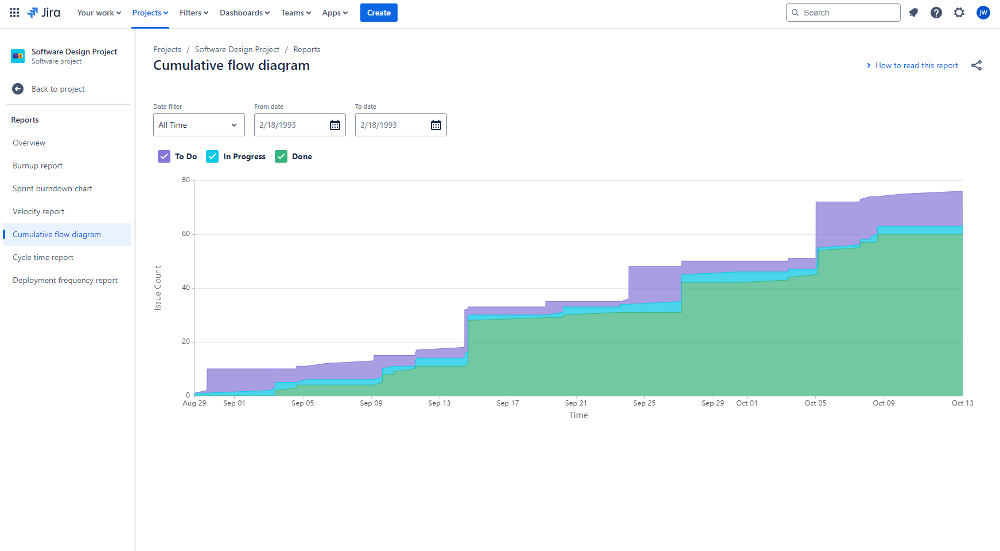 Jira Your work Projects Filters Dashboards Teams Apps Create Search JW
Software Design Project
Software project
Back to project
Reports
Overview
Burnup report
Sprint burndown chart
Velocity report
Cumulative flow diagram
Cycle time report
Deployment frequency report
Projects / Software Design Project / Reports
Cumulative flow diagram
How to read this report
Date filter From date To date
All Time 2/18/1993 2/18/1993
To Do In Progress Done
80
60
40
20
0
Issue Count
Aug 29 Sep 01 Sep 05 Sep 09 Sep 13 Sep 17 Sep 21 Sep 25 Sep 29 Oct 01 Oct 05 Oct 09 Oct 13
Time